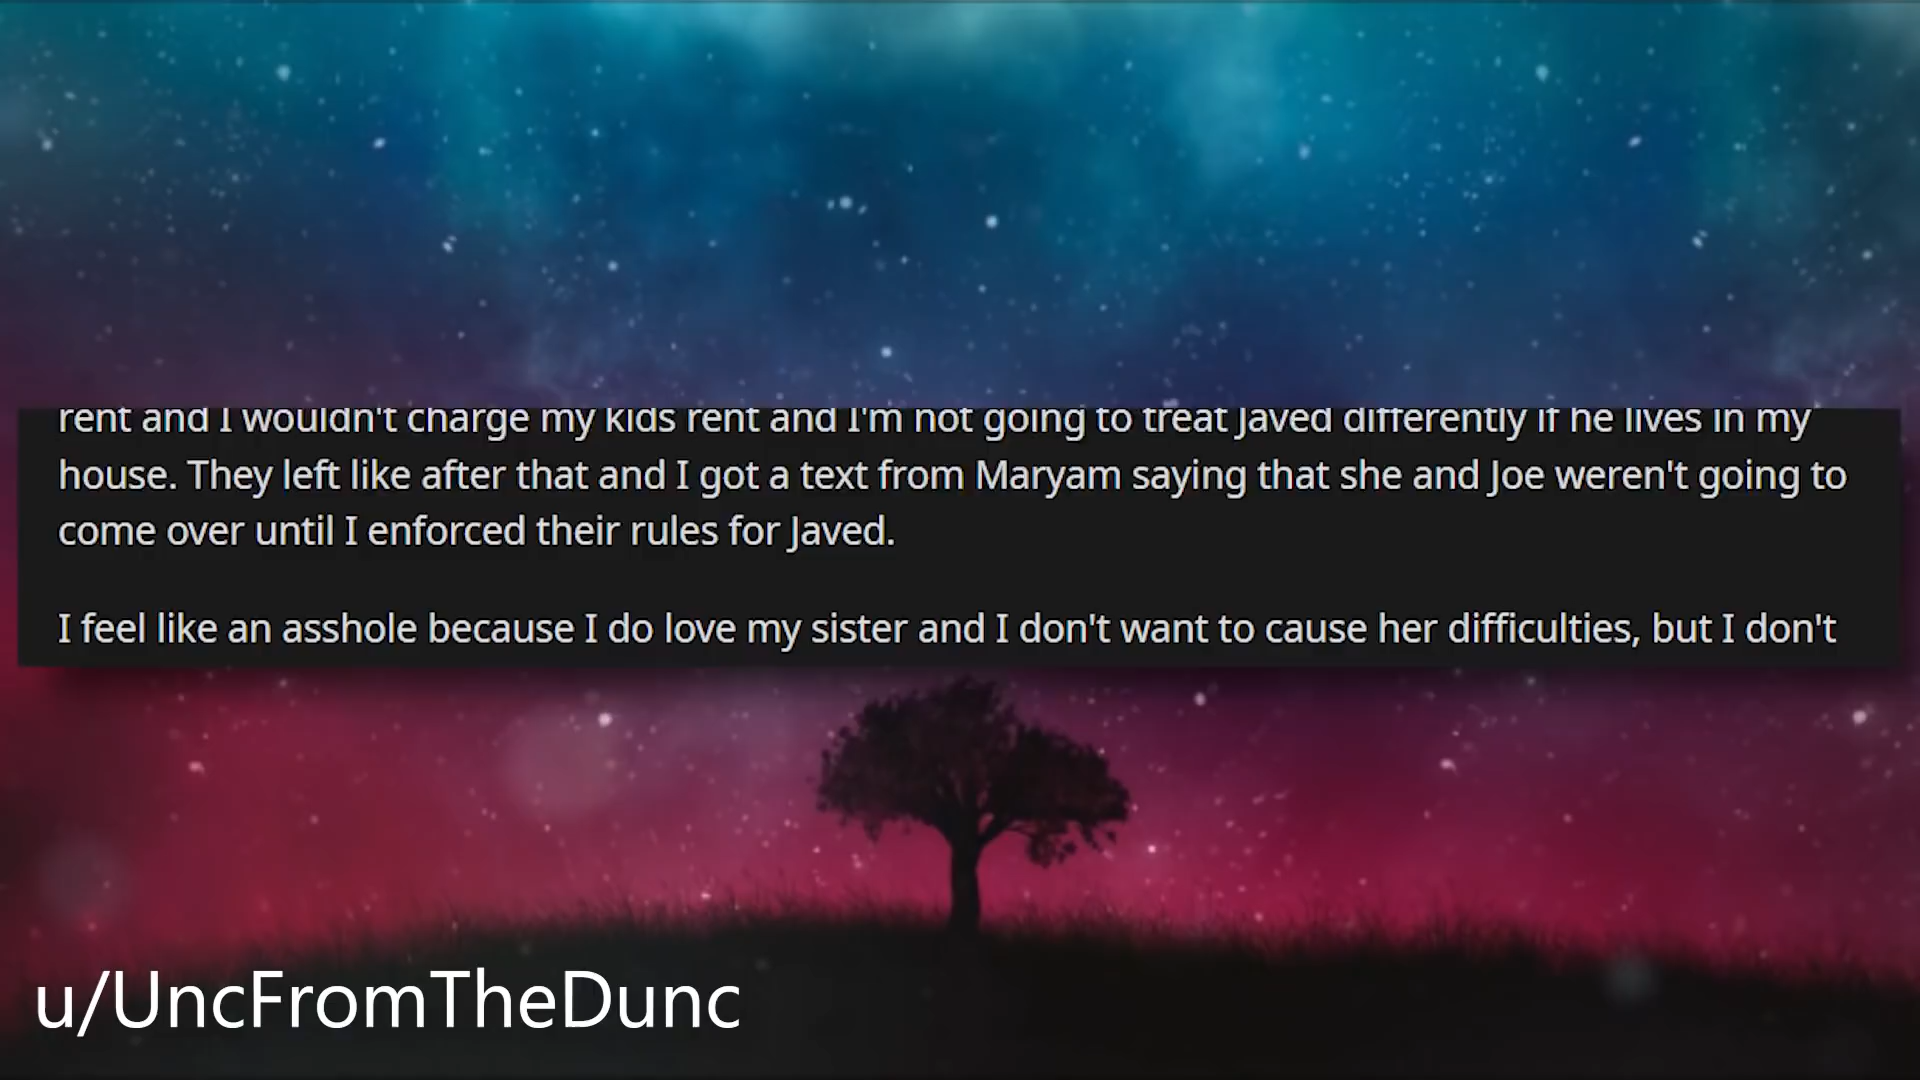 rent and I wouldn't charge my kids rent and I'm not going to treat Javed differently if he lives in my
house. They left like after that and I got a text from Maryam saying that she and Joe weren't going to
come over until I enforced their rules for Javed.
I feel like an asshole because I do love my sister and I don't want to cause her difficulties, but I don't
u/UncFromTheDunc